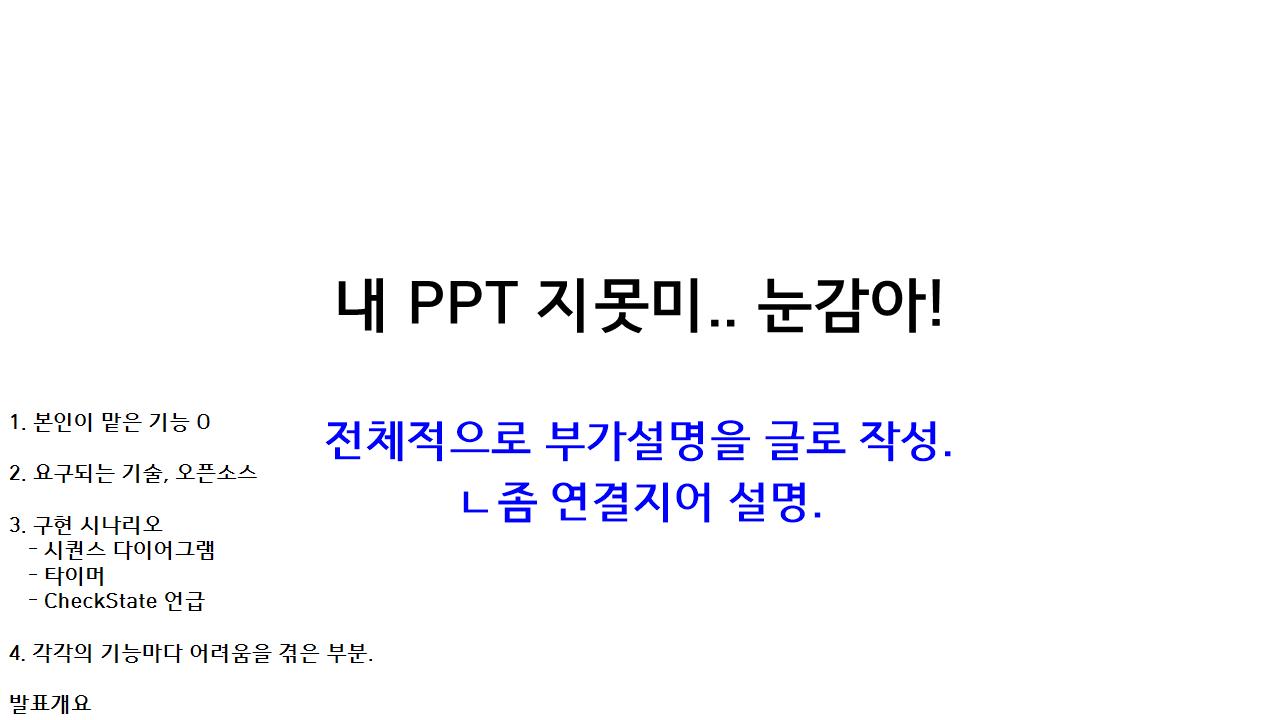 내 PPT 지못미.. 눈감아!
전체적으로 부가설명을 글로 작성.
ㄴ좀 연결지어 설명.
1. 본인이 맡은 기능 O
2. 요구되는 기술, 오픈소스
3. 구현 시나리오
- 시퀀스 다이어그램
- 타이머
- CheckState 언급
4. 각각의 기능마다 어려움을 겪은 부분.
발표개요